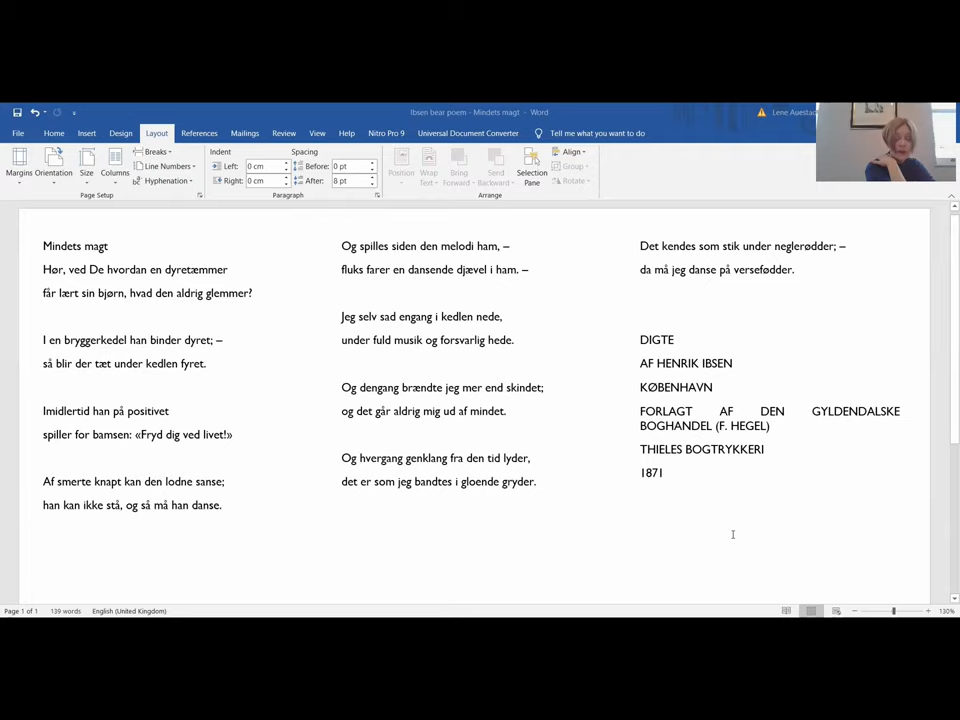 Ibsen bear poem - Mindets magt - Word
Lene Auestad
File Home Insert Design Layout References Mailings Review View Help Nitro Pro 9 Universal Document Converter Tell me what you want to do
Margins Orientation Size Columns
Breaks
Line Numbers
Hyphenation
Page Setup
Indent
Left: 0 cm
Right: 0 cm
Spacing
Before: 0 pt
After: 8 pt
Paragraph
Position Wrap Text Bring Forward Send Backward Selection Pane
Align
Group
Rotate
Arrange
Mindets magt
Hør, ved De hvordan en dyretæmmer
får lært sin bjørn, hvad den aldrig glemmer?
I en bryggerkedel han binder dyret; –
så blir der tæt under kedlen fyret.
Imidlertid han på positivet
spiller for bamsen: «Fryd dig ved livet!»
Af smerte knapt kan den lodne sanse;
han kan ikke stå, og så må han danse.
Og spilles siden den melodi ham, –
fluks farer en dansende djævel i ham. –
Jeg selv sad engang i kedlen nede,
under fuld musik og forsvarlig hede.
Og dengang brændte jeg mer end skindet;
og det går aldrig mig ud af mindet.
Og hvergang genklang fra den tid lyder,
det er som jeg bandtes i gloende gryder.
Det kendes som stik under neglerødder; –
da må jeg danse på versefødder.
DIGTE
AF HENRIK IBSEN
KØBENHAVN
FORLAGT AF DEN GYLDENDALSKE
BOGHANDEL (F. HEGEL)
THIELES BOGTRYKKERI
1871
Page 1 of 1 139 words English (United Kingdom) 130%